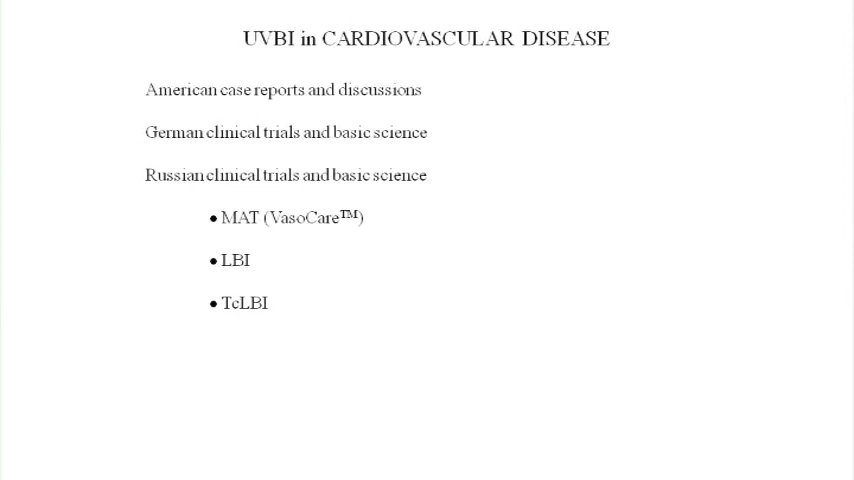 UVBI in CARDIOVASCULAR DISEASE
American case reports and discussions
German clinical trials and basic science
Russian clinical trials and basic science
• MAT (VasoCare™)
• LBI
• TcLBI